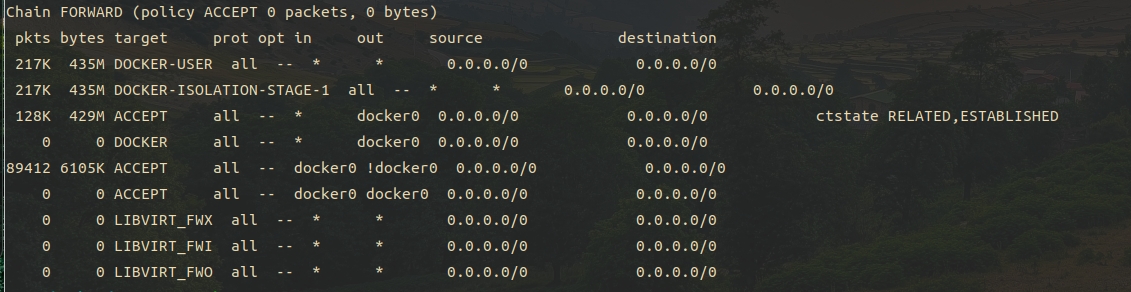 Chain FORWARD (policy ACCEPT 0 packets, 0 bytes)
 pkts bytes target     prot opt in     out     source               destination
 217K  435M DOCKER-USER  all  --  *      *       0.0.0.0/0            0.0.0.0/0
 217K  435M DOCKER-ISOLATION-STAGE-1  all  --  *      *       0.0.0.0/0            0.0.0.0/0
 128K  429M ACCEPT     all  --  *      docker0  0.0.0.0/0            0.0.0.0/0            ctstate RELATED,ESTABLISHED
    0     0 DOCKER     all  --  *      docker0  0.0.0.0/0            0.0.0.0/0
89412 6105K ACCEPT     all  --  docker0 !docker0  0.0.0.0/0            0.0.0.0/0
    0     0 ACCEPT     all  --  docker0 docker0  0.0.0.0/0            0.0.0.0/0
    0     0 LIBVIRT_FWX  all  --  *      *       0.0.0.0/0            0.0.0.0/0
    0     0 LIBVIRT_FWI  all  --  *      *       0.0.0.0/0            0.0.0.0/0
    0     0 LIBVIRT_FWO  all  --  *      *       0.0.0.0/0            0.0.0.0/0